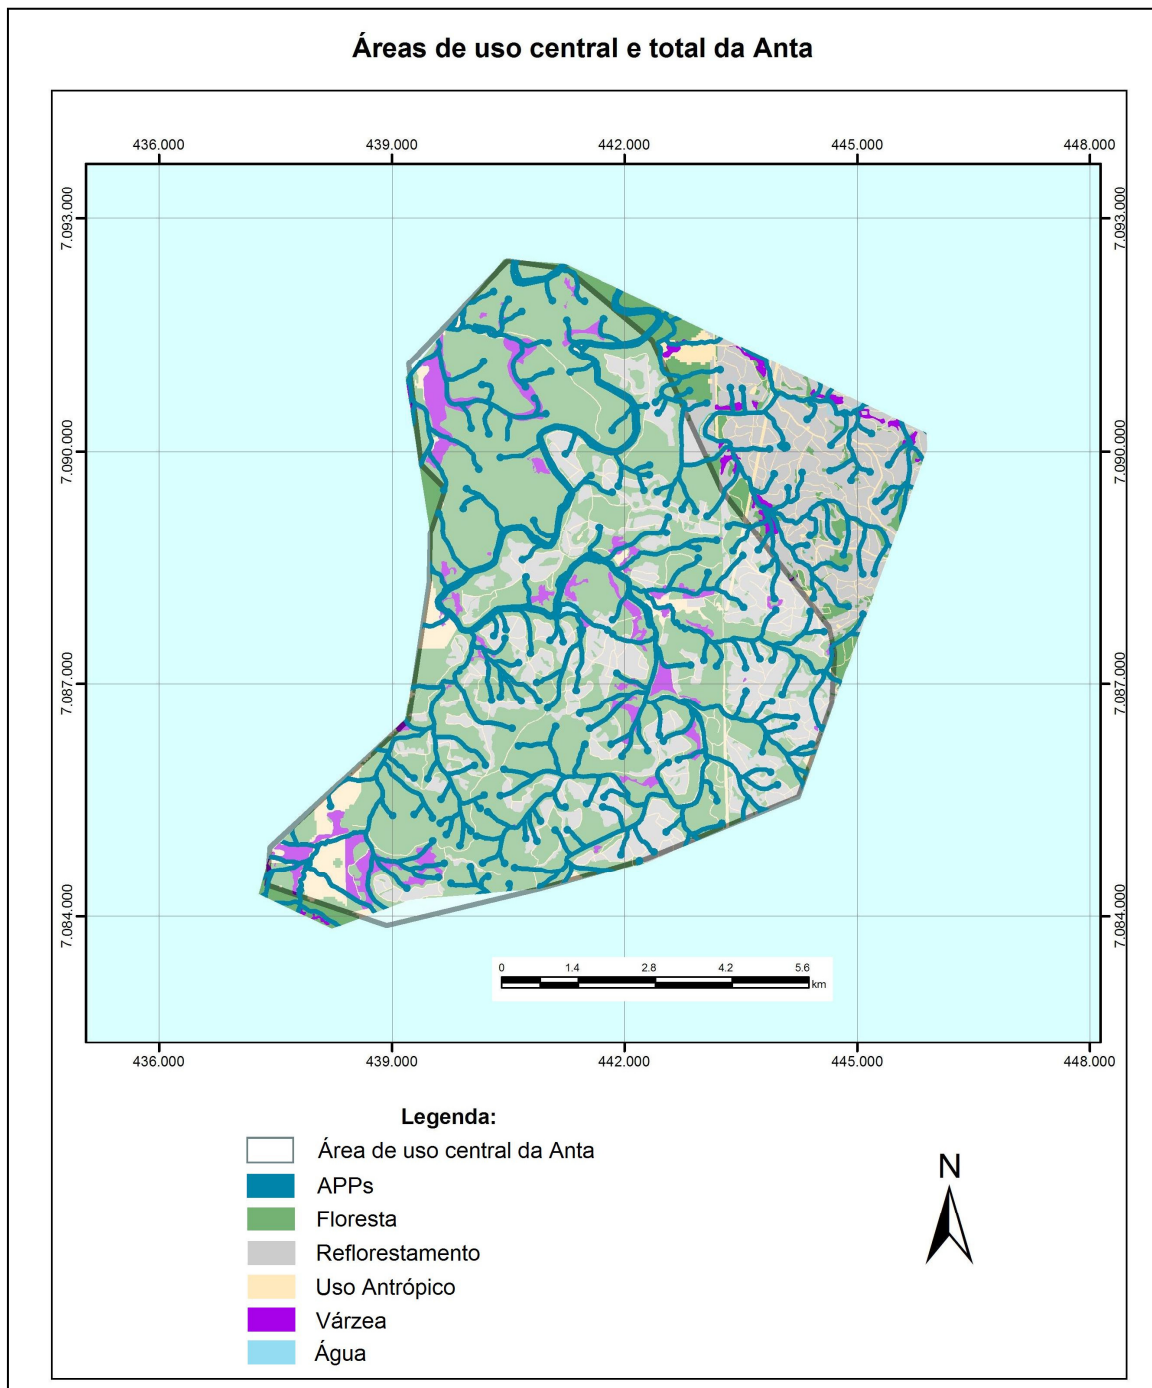 Áreas de uso central e total da Anta
436.000 439.000 442.000 445.000 448.000
7.093.000 7.093.000
7.090.000 7.090.000
7.087.000 7.087.000
7.084.000 7.084.000
0 1.4 2.8 4.2 5.6
km
436.000 439.000 442.000 445.000 448.000
Legenda:
Área de uso central da Anta
APPs
Floresta
Reflorestamento
Uso Antrópico
Várzea
Água
N